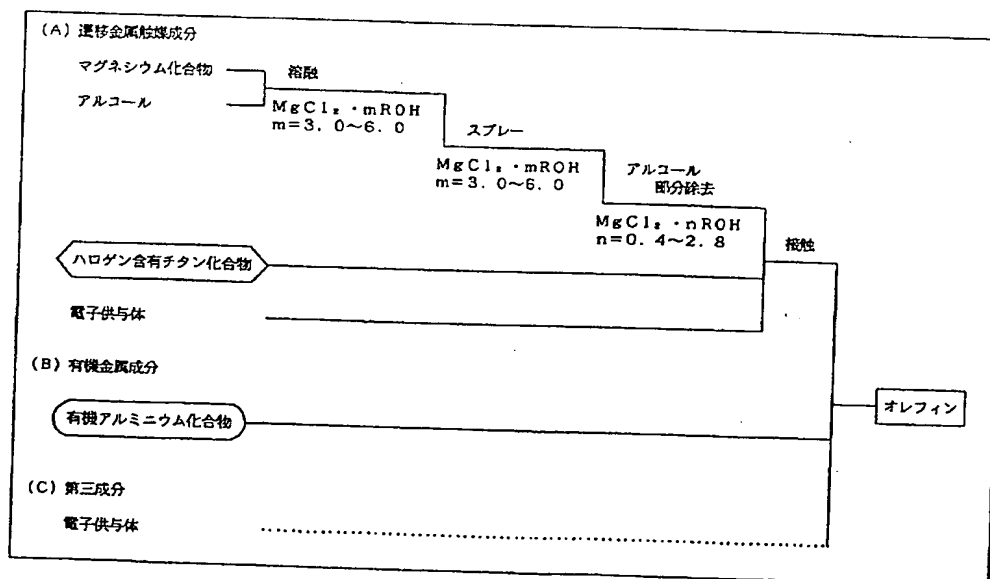 (A) 遷移金属触媒成分
マグネシウム化合物
溶融
アルコール
MgCl₂・mROH
m=3.0~6.0
スプレー
MgCl₂・mROH
m=3.0~6.0
アルコール
部分除去
MgCl₂・nROH
n=0.4~2.8
接触
ハロゲン含有チタン化合物
電子供与体
(B) 有機金属成分
有機アルミニウム化合物
オレフィン
(C) 第三成分
電子供与体